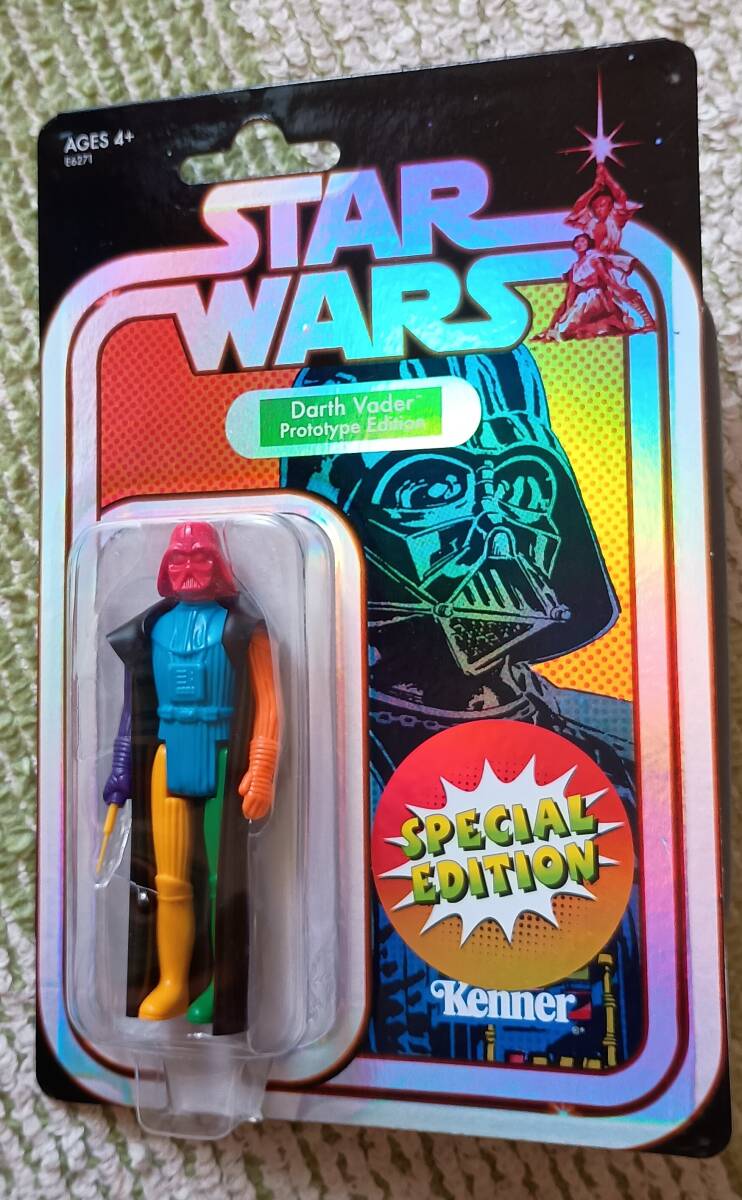 AGES 4+
E6271
STAR
WARS
Darth Vader™
Prototype Edition
SPECIAL
EDITION
Kenner